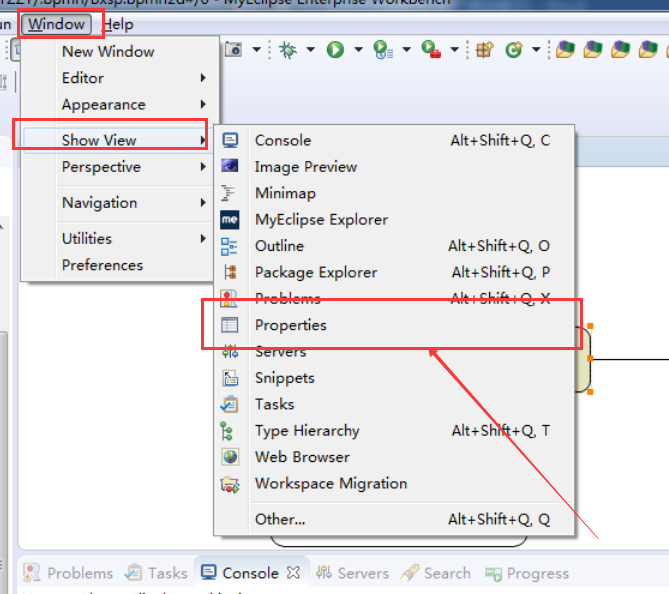 MyEclipse Enterprise Workbench
Window Help
New Window
Editor
Appearance
Show View
Perspective
Navigation
Utilities
Preferences
Console Alt+Shift+Q, C
Image Preview
Minimap
me MyEclipse Explorer
Outline Alt+Shift+Q, O
Package Explorer Alt+Shift+Q, P
Problems Alt+Shift+Q, X
Properties
Servers
Snippets
Tasks
Type Hierarchy Alt+Shift+Q, T
Web Browser
Workspace Migration
Other... Alt+Shift+Q, Q
Problems Tasks Console Servers Search Progress